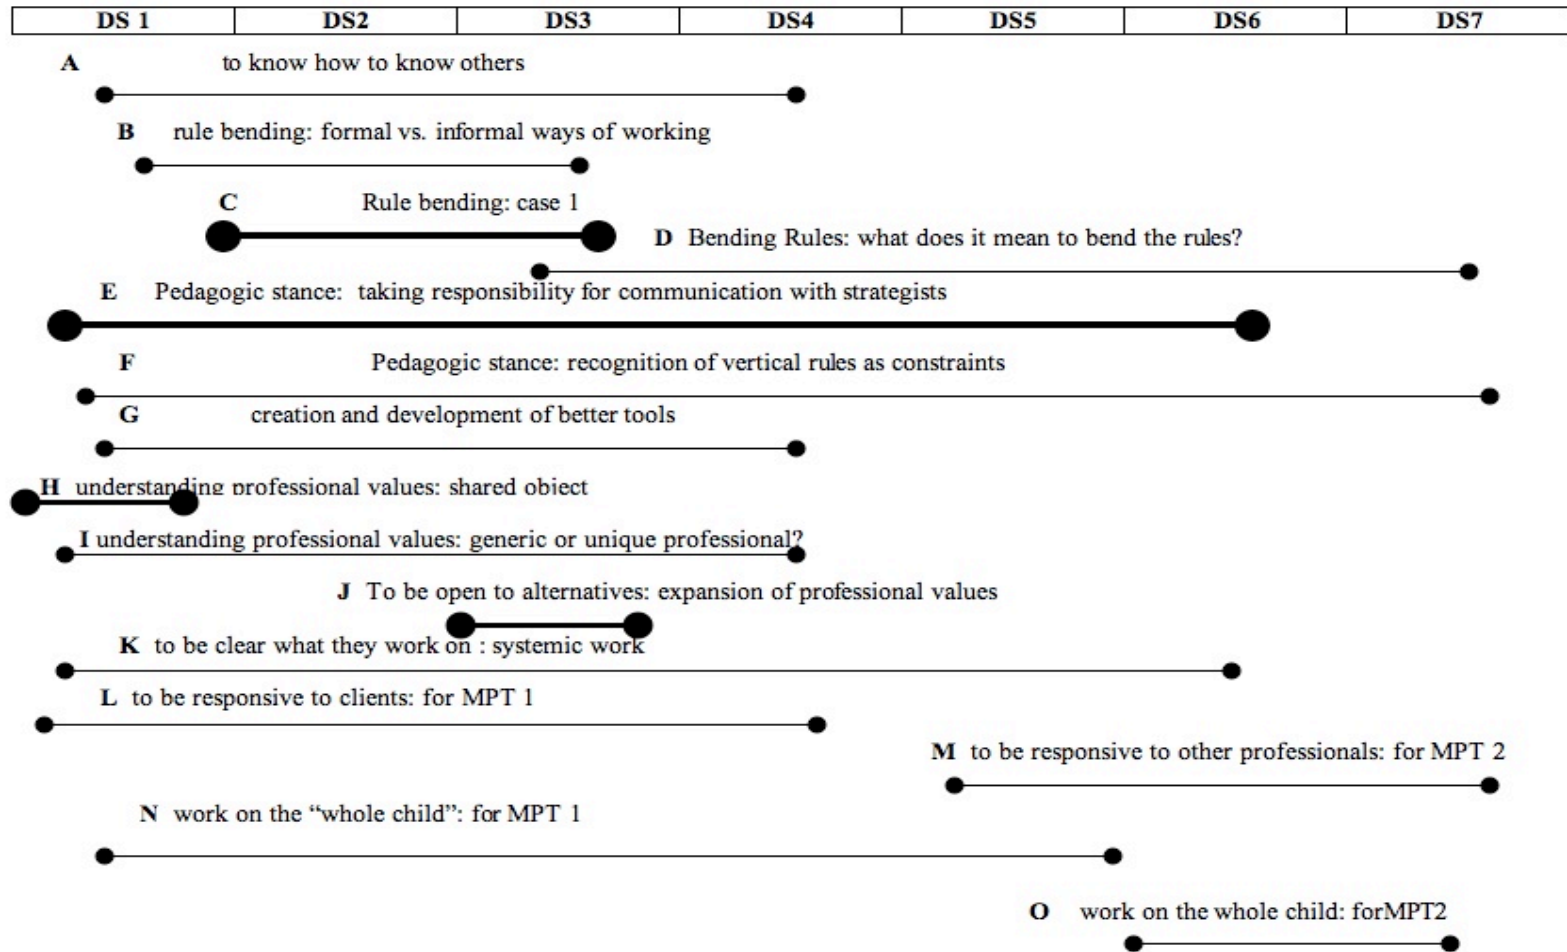 DS 1 DS2 DS3 DS4 DS5 DS6 DS7
A to know how to know others
B rule bending: formal vs. informal ways of working
C Rule bending: case 1
D Bending Rules: what does it mean to bend the rules?
E Pedagogic stance: taking responsibility for communication with strategists
F Pedagogic stance: recognition of vertical rules as constraints
G creation and development of better tools
H understanding professional values: shared object
I understanding professional values: generic or unique professional?
J To be open to alternatives: expansion of professional values
K to be clear what they work on : systemic work
L to be responsive to clients: for MPT 1
M to be responsive to other professionals: for MPT 2
N work on the “whole child”: for MPT 1
O work on the whole child: forMPT2